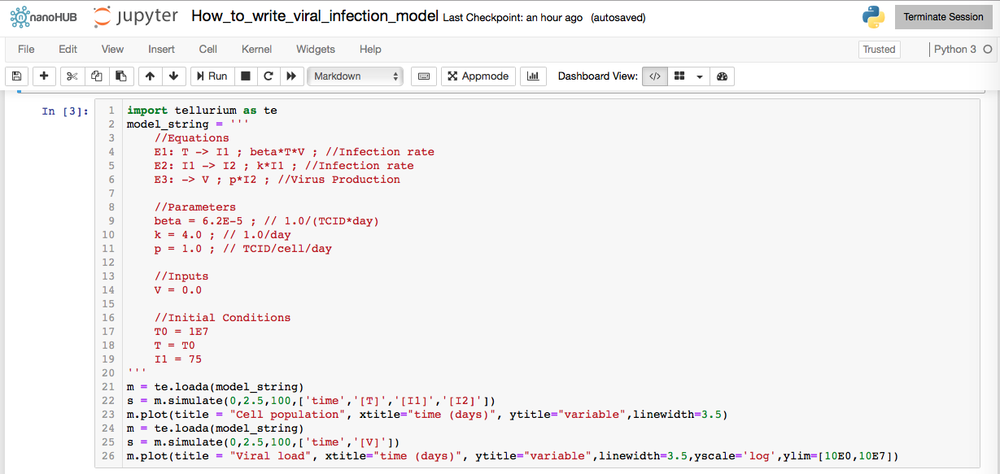 nanoHUB jupyter How_to_write_viral_infection_model Last Checkpoint: an hour ago (autosaved) Terminate Session
File Edit View Insert Cell Kernel Widgets Help Trusted Python 3
Run Markdown Appmode Dashboard View: </>
In [3]:
1 import tellurium as te
2 model_string = '''
3 //Equations
4 E1: T -> I1 ; beta*T*V ; //Infection rate
5 E2: I1 -> I2 ; k*I1 ; //Infection rate
6 E3: -> V ; p*I2 ; //Virus Production
7
8 //Parameters
9 beta = 6.2E-5 ; // 1.0/(TCID*day)
10 k = 4.0 ; // 1.0/day
11 p = 1.0 ; // TCID/cell/day
12
13 //Inputs
14 V = 0.0
15
16 //Initial Conditions
17 T0 = 1E7
18 T = T0
19 I1 = 75
20 '''
21 m = te.loada(model_string)
22 s = m.simulate(0,2.5,100,['time','[T]','[I1]','[I2]'])
23 m.plot(title = "Cell population", xtitle="time (days)", ytitle="variable",linewidth=3.5)
24 m = te.loada(model_string)
25 s = m.simulate(0,2.5,100,['time','[V]'])
26 m.plot(title = "Viral load", xtitle="time (days)", ytitle="variable",linewidth=3.5,yscale='log',ylim=[10E0,10E7])